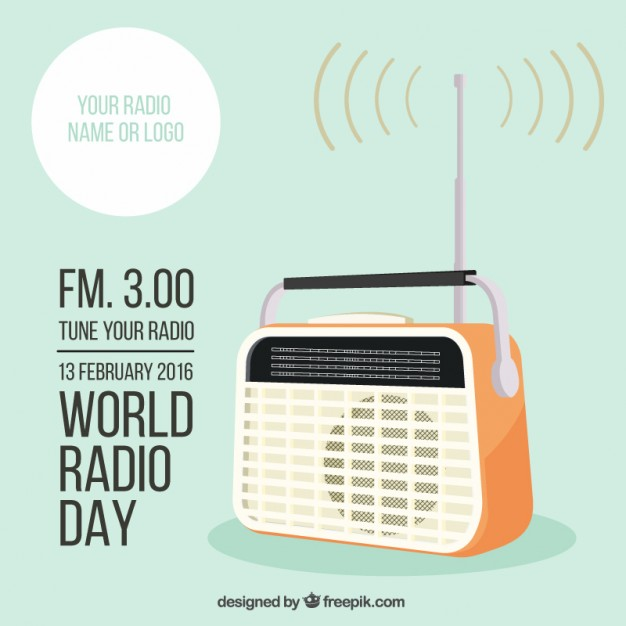 YOUR RADIO
NAME OR LOGO
FM. 3.00
TUNE YOUR RADIO
13 FEBRUARY 2016
WORLD
RADIO
DAY
designed by freepik.com